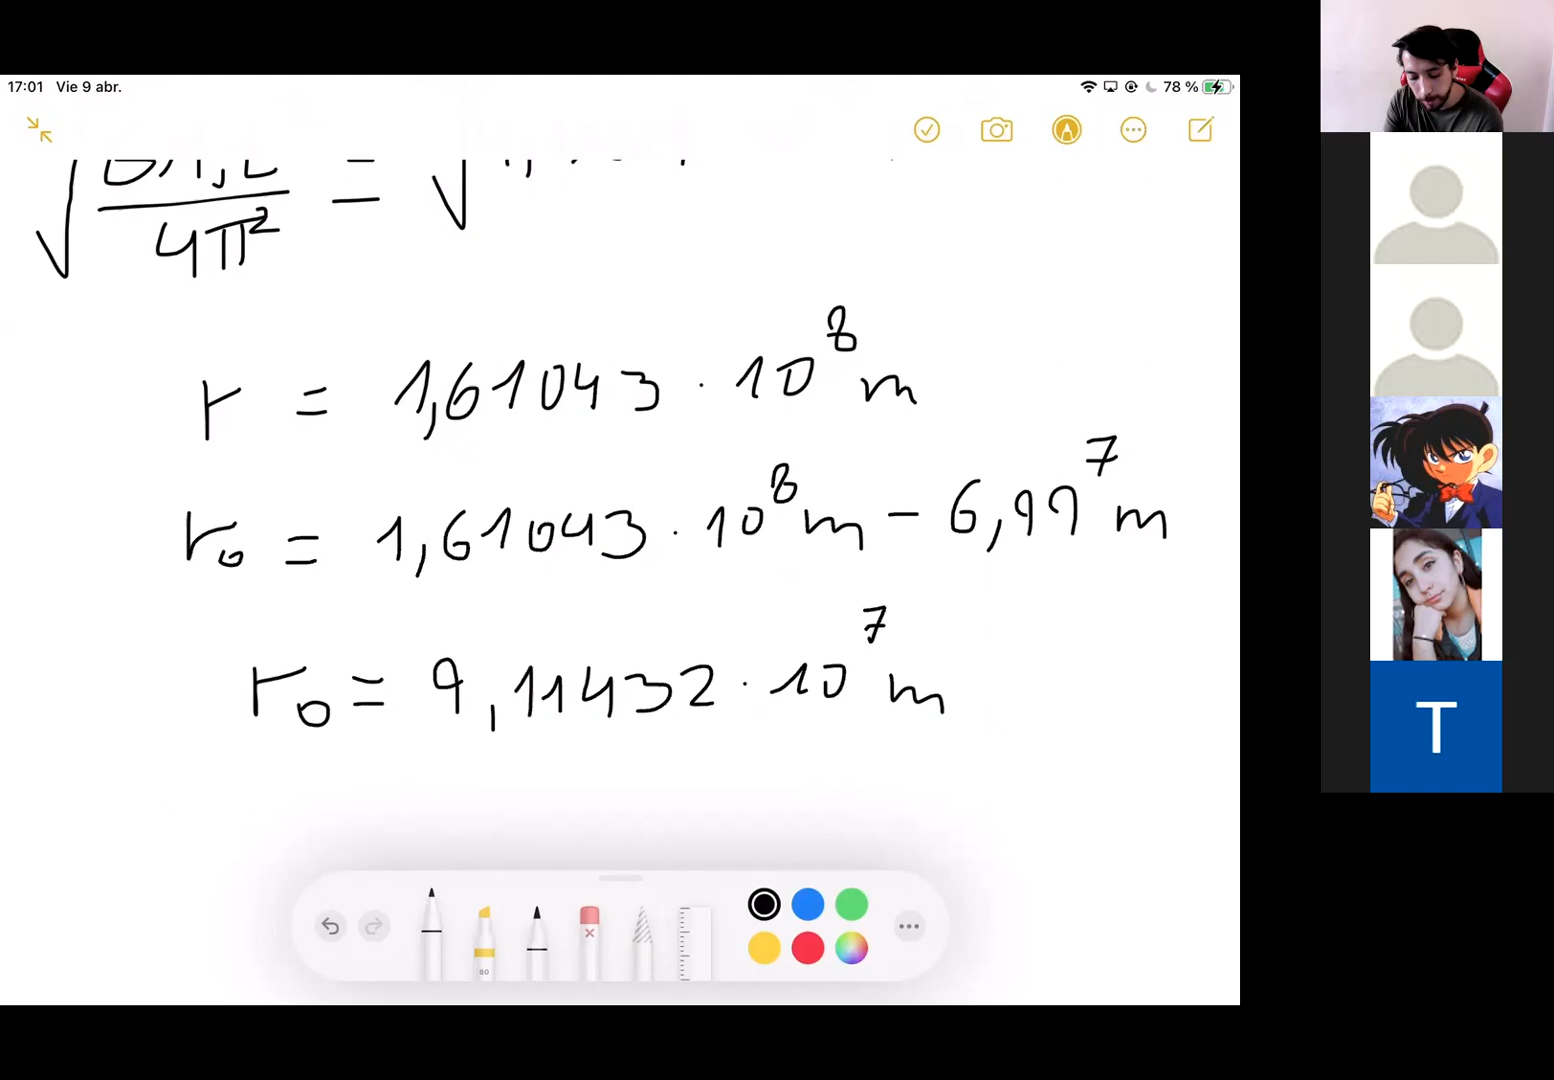 17:01 Vie 9 abr. 78 %
4π² =
r = 1,61043 · 10⁸ m
r₀ = 1,61043 · 10⁸ m - 6,99⁷ m
r₀ = 9,11432 · 10⁷ m
80
T